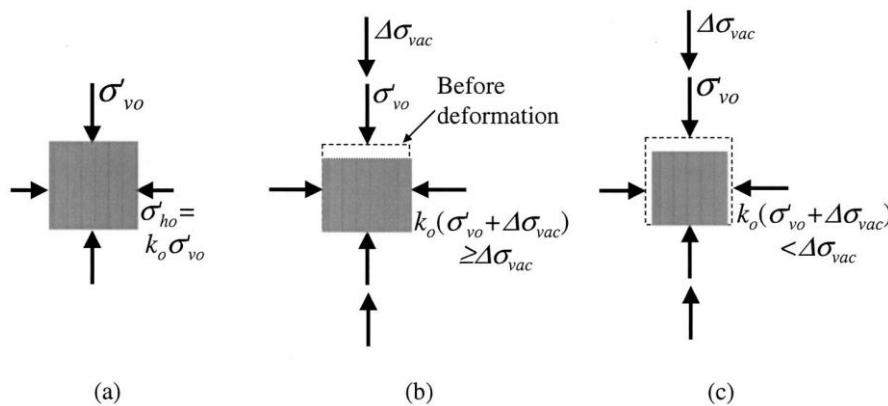 Δσvac
Δσvac
σ'vo
σ'vo
Before
deformation
σ'vo
σ'ho=
koσ'vo
ko(σ'vo+Δσvac)
≥Δσvac
ko(σ'vo+Δσvac)
<Δσvac
(a)
(b)
(c)